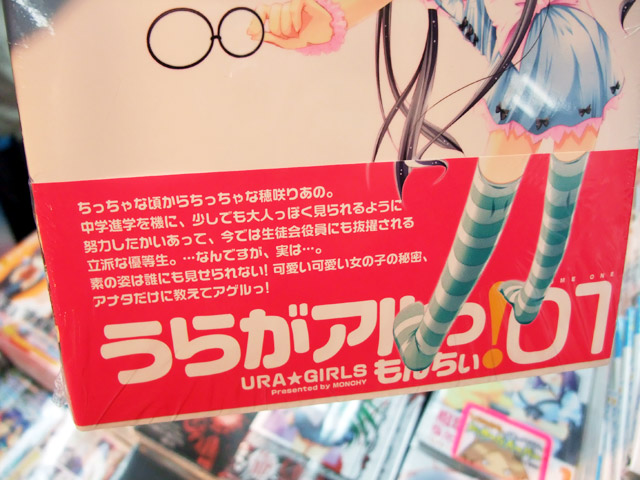 ちっちゃな頃からちっちゃな穂咲りあの。
中学進学を機に、少しでも大人っぽく見られるように
努力したかいあって、今では生徒会役員にも抜擢される
立派な優等生。…なんですが、実は…。
素の姿は誰にも見せられない!可愛い可愛い女の子の秘密、
アナタだけに教えてアゲルっ!
うらがアルっ!01
URA★GIRLS もんちぃ
Presented by MONCHY